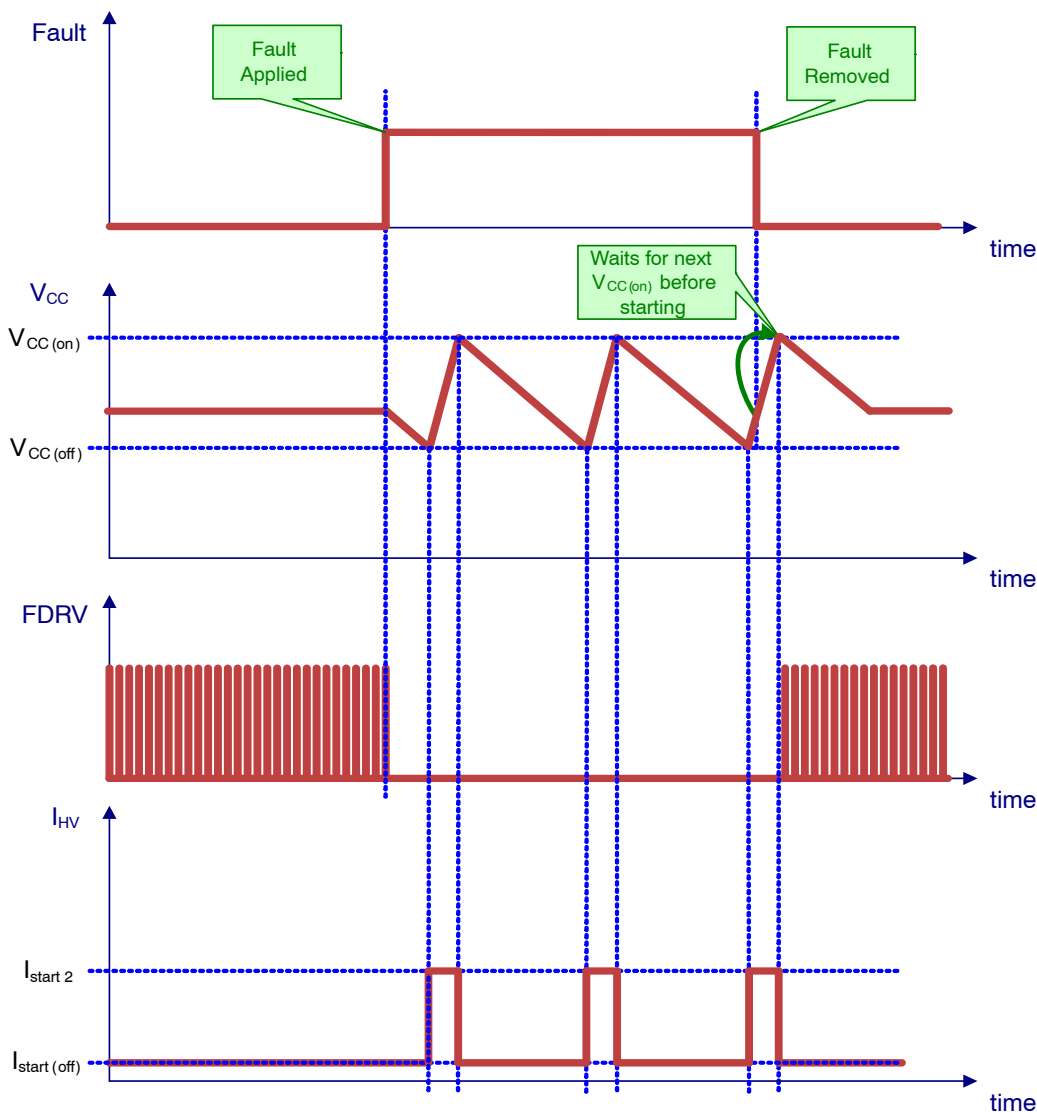 Fault
Fault
Applied
Fault
Removed
time
Waits for next
VCC(on) before
starting
VCC
VCC (on)
VCC (off)
time
FDRV
time
IHV
Istart 2
Istart (off)
time